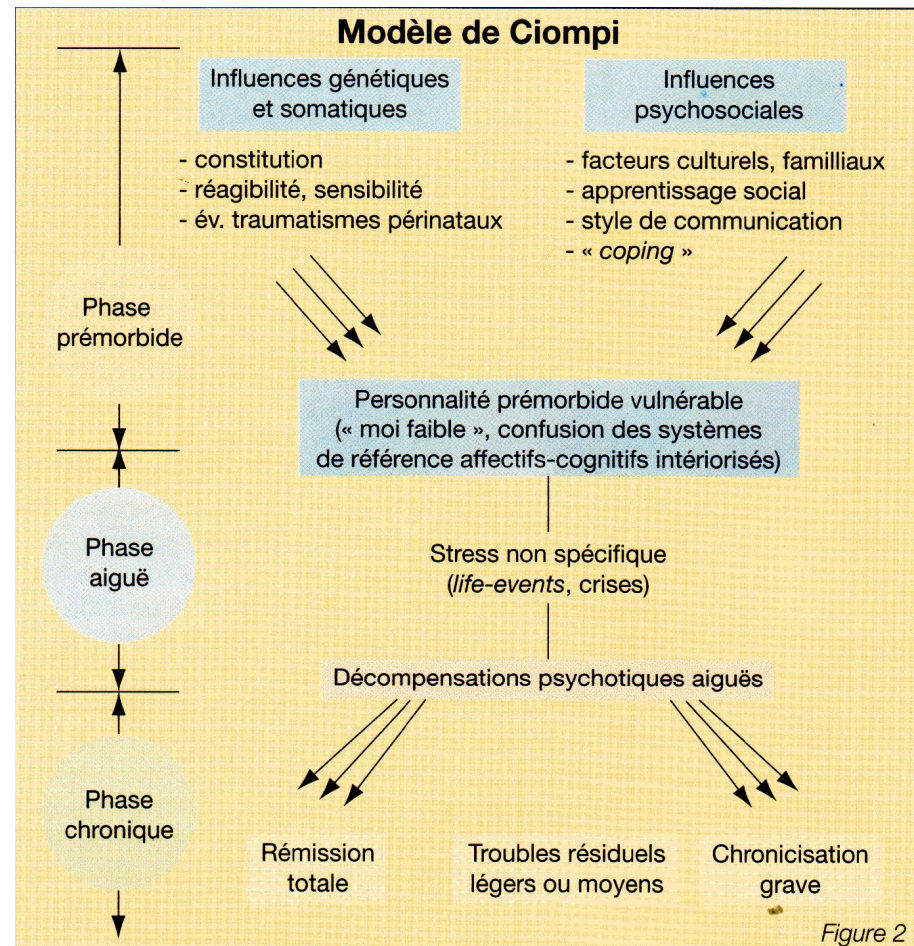 Modèle de Ciompi
Influences génétiques
et somatiques
Influences
psychosociales
- constitution
- réagibilité, sensibilité
- év. traumatismes périnataux
- facteurs culturels, familliaux
- apprentissage social
- style de communication
- « coping »
Phase
prémorbide
Personnalité prémorbide vulnérable
(« moi faible », confusion des systèmes
de référence affectifs-cognitifs intériorisés)
Phase
aiguë
Stress non spécifique
(life-events, crises)
Décompensations psychotiques aiguës
Phase
chronique
Rémission
totale
Troubles résiduels
légers ou moyens
Chronicisation
grave
Figure 2